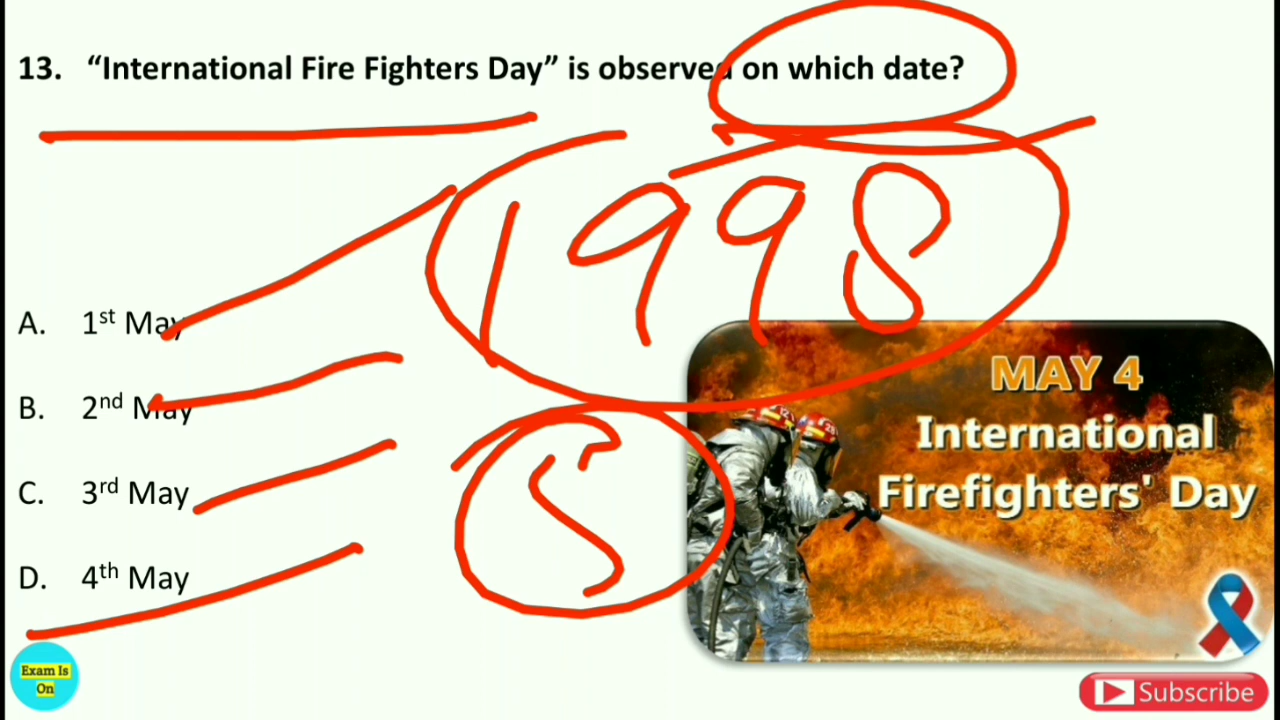 13. “International Fire Fighters Day” is observed on which date?
1998
A. 1st May
B. 2nd May
C. 3rd May
D. 4th May
5
MAY 4
International
Firefighters' Day
Exam Is
On
Subscribe